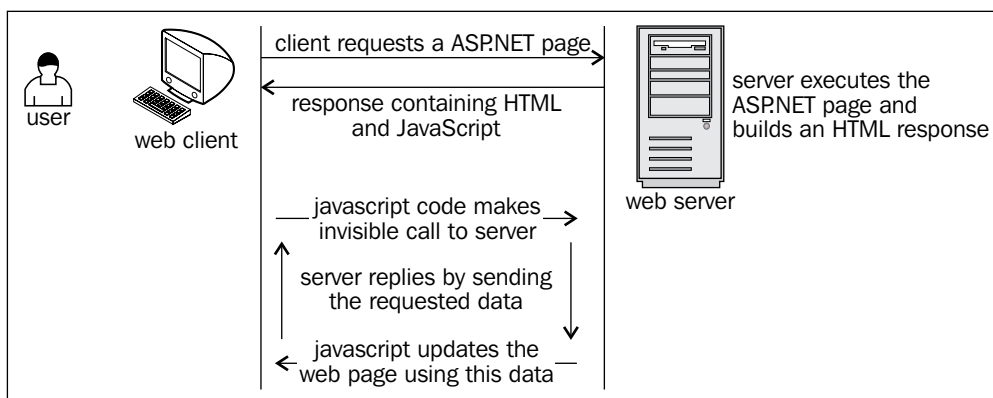 client requests a ASP.NET page
user
web client
response containing HTML
and JavaScript
server executes the
ASP.NET page and
builds an HTML response
web server
javascript code makes
invisible call to server
server replies by sending
the requested data
javascript updates the
web page using this data